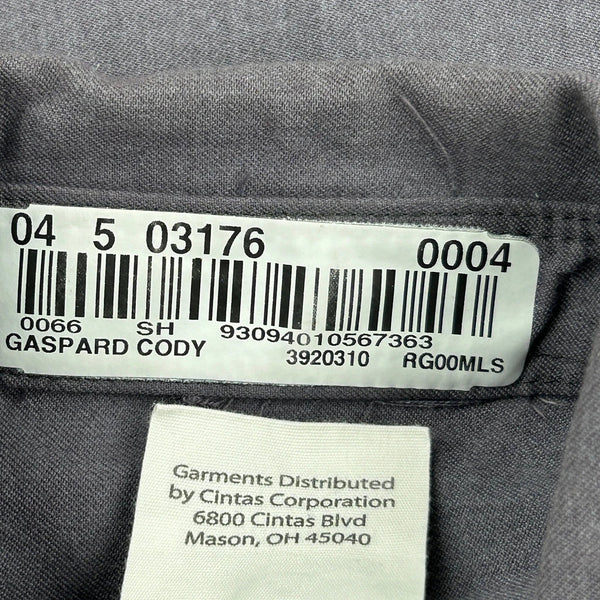 04 5 03176 0004
0066 SH 93094010567363
GASPARD CODY 3920310 RG00MLS
Garments Distributed
by Cintas Corporation
6800 Cintas Blvd
Mason, OH 45040